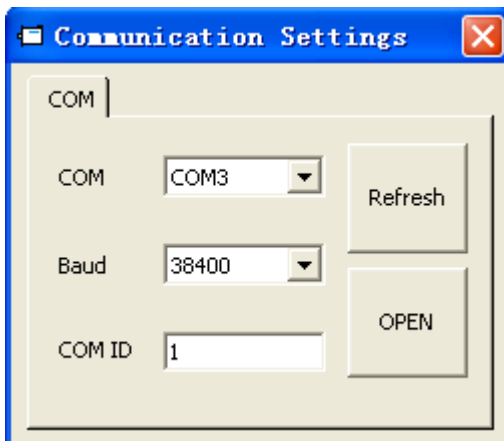 Communication Settings
COM
COM COM3
Refresh
Baud 38400
OPEN
COM ID 1